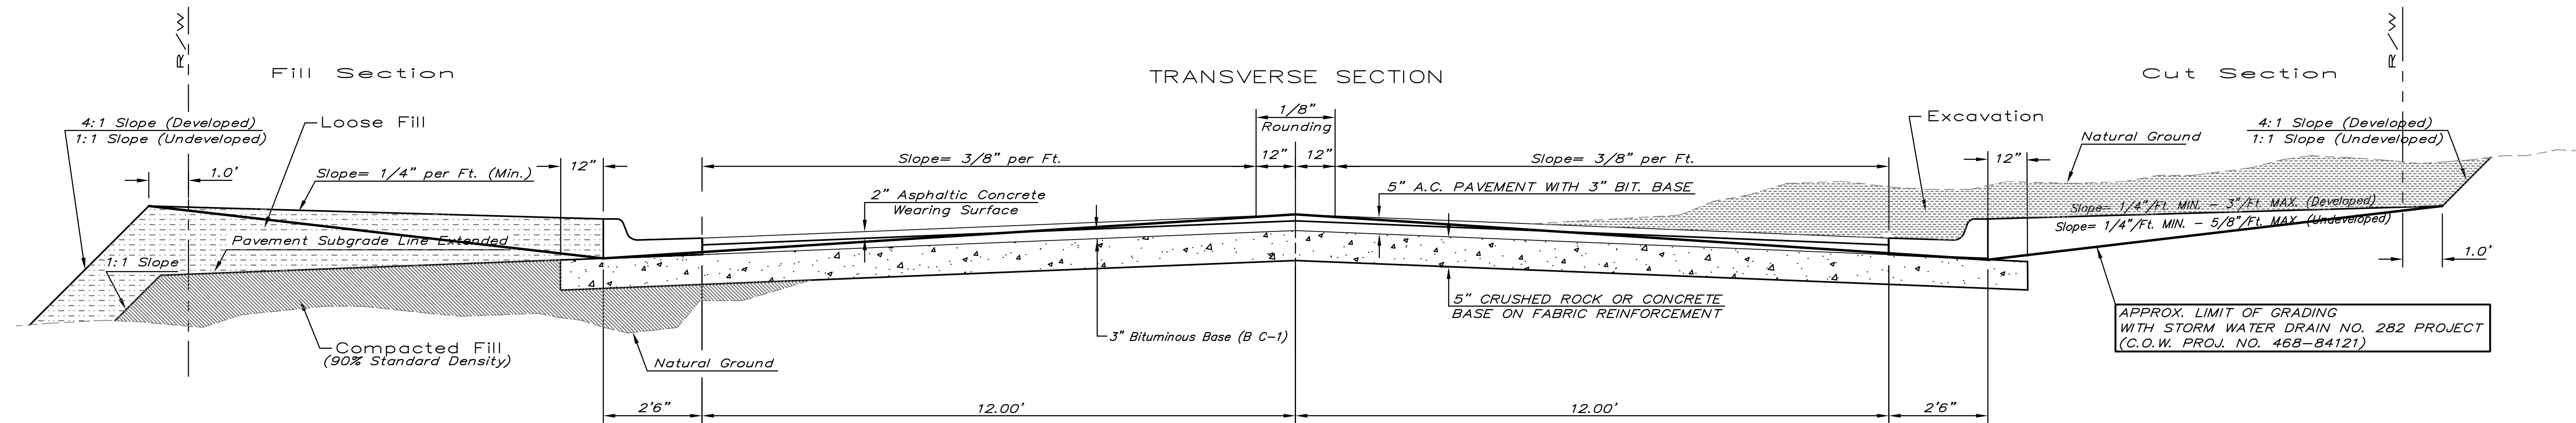 R/W
Fill Section
TRANSVERSE SECTION
Cut Section
R/W
4:1 Slope (Developed)
1:1 Slope (Undeveloped)
Loose Fill
1.0'
Slope= 1/4" per Ft. (Min.)
12"
Slope= 3/8" per Ft.
1/8"
Rounding
12"
12"
Slope= 3/8" per Ft.
Excavation
Natural Ground
12"
4:1 Slope (Developed)
1:1 Slope (Undeveloped)
2" Asphaltic Concrete
Wearing Surface
5" A.C. PAVEMENT WITH 3" BIT. BASE
Slope= 1/4"/Ft. MIN. - 3"/Ft. MAX. (Developed)
Slope= 1/4"/Ft. MIN. - 5/8"/Ft. MAX. (Undeveloped)
Pavement Subgrade Line Extended
1:1 Slope
1.0'
5" CRUSHED ROCK OR CONCRETE
BASE ON FABRIC REINFORCEMENT
3" Bituminous Base (B C-1)
APPROX. LIMIT OF GRADING
WITH STORM WATER DRAIN NO. 282 PROJECT
(C.O.W. PROJ. NO. 468-84121)
Compacted Fill
(90% Standard Density)
Natural Ground
2'6"
12.00'
12.00'
2'6"